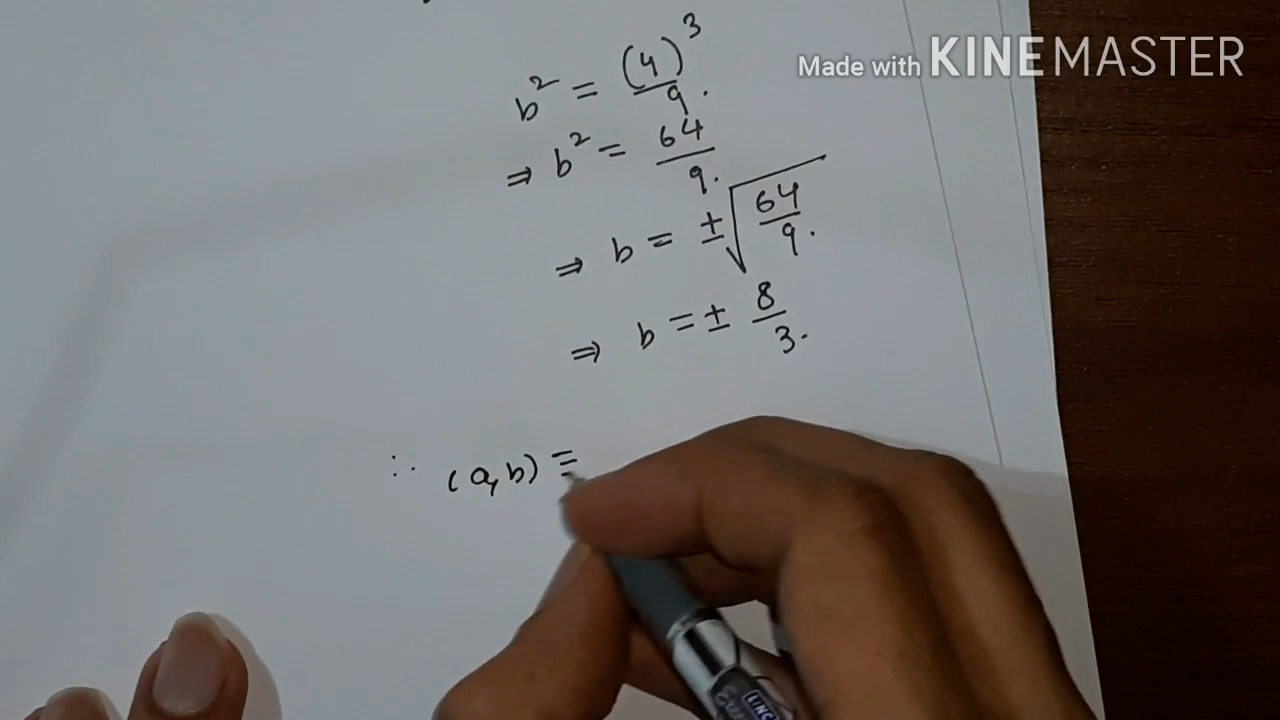 Made with KINEMASTER
b² = (4)³/9.
⇒ b² = 64/9.
⇒ b = ±√(64/9).
⇒ b = ± 8/3.
∴ (a, b) ≡